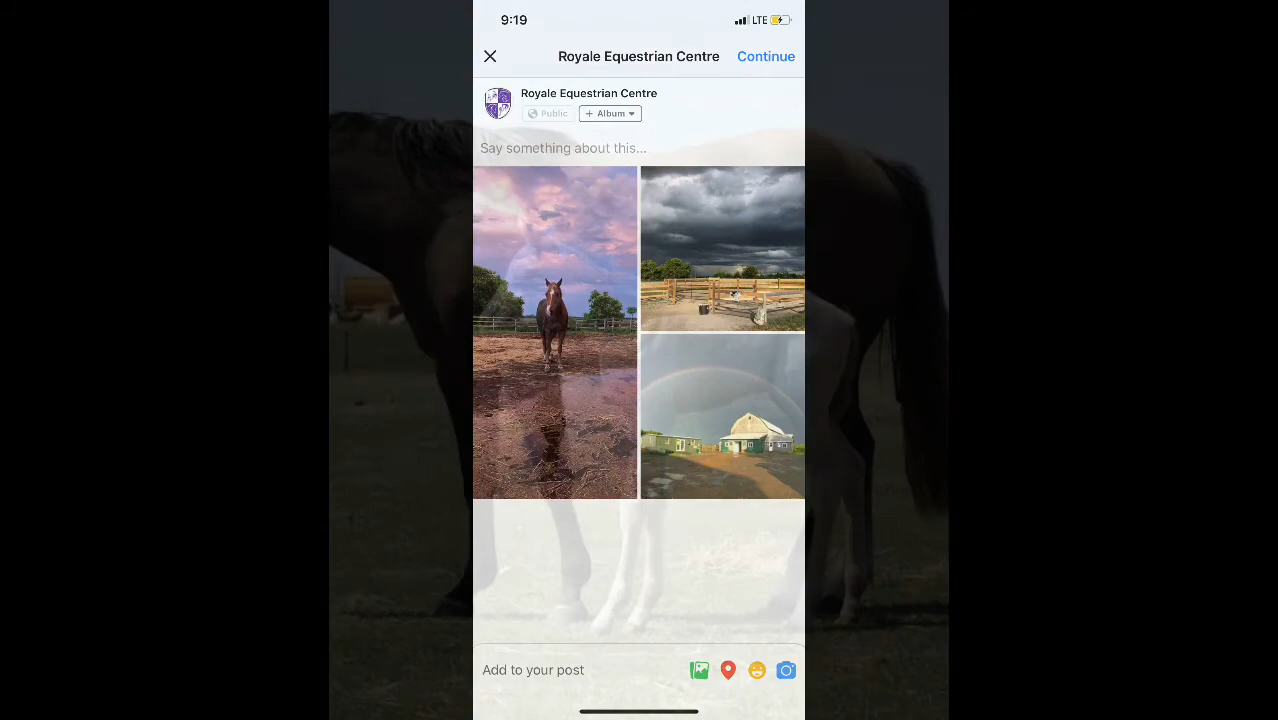 9:19
LTE
Royale Equestrian Centre
Continue
Royale Equestrian Centre
Public
+ Album
Say something about this...
Add to your post